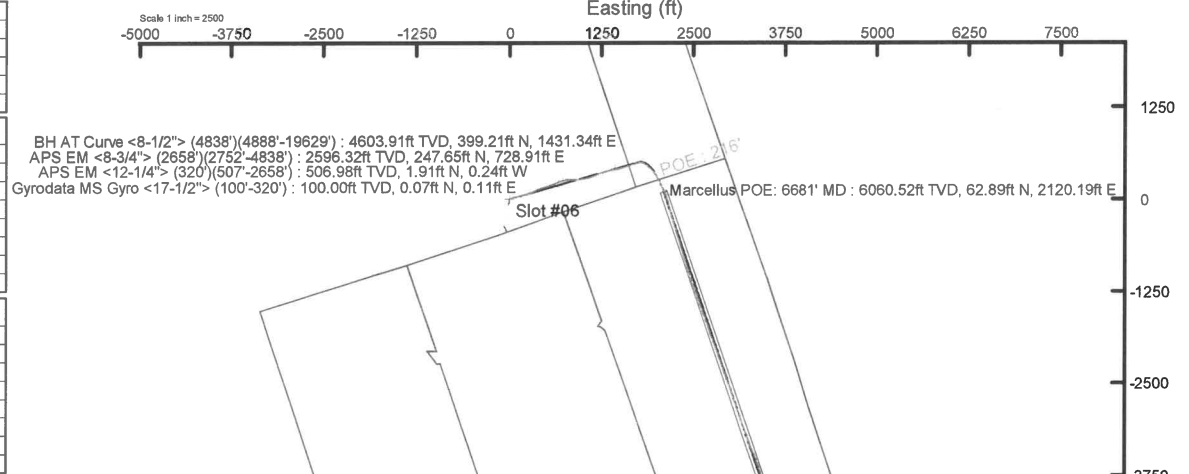 Easting (ft)
Scale 1 inch = 2500
-5000 -3750 -2500 -1250 0 1250 2500 3750 5000 6250 7500
1250
BH AT Curve <8-1/2"> (4838')(4888'-19629') : 4603.91ft TVD, 399.21ft N, 1431.34ft E
APS EM <8-3/4"> (2658')(2752'-4838') : 2596.32ft TVD, 247.65ft N, 728.91ft E
APS EM <12-1/4"> (320')(507'-2658') : 506.98ft TVD, 1.91ft N, 0.24ft W
Gyrodata MS Gyro <17-1/2"> (100'-320') : 100.00ft TVD, 0.07ft N, 0.11ft E
POE : 216'
Marcellus POE: 6681' MD : 6060.52ft TVD, 62.89ft N, 2120.19ft E
0
Slot #06
-1250
-2500
-3750